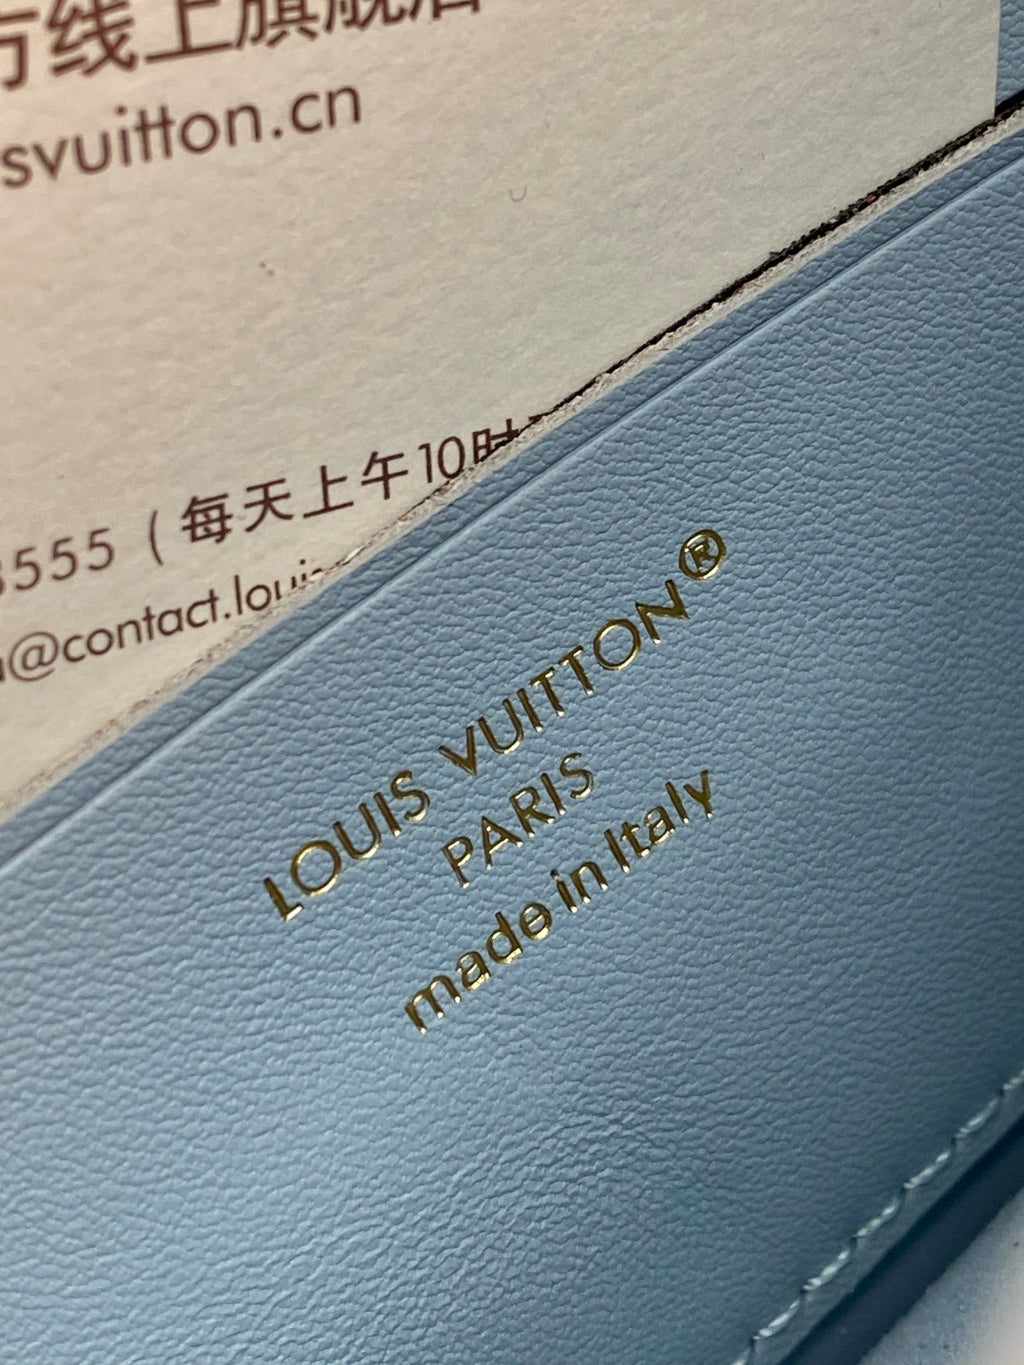 方线上旗舰店
svuitton.cn
3555（每天上午10时
@contact.loui
LOUIS VUITTON®
PARIS
made in Italy